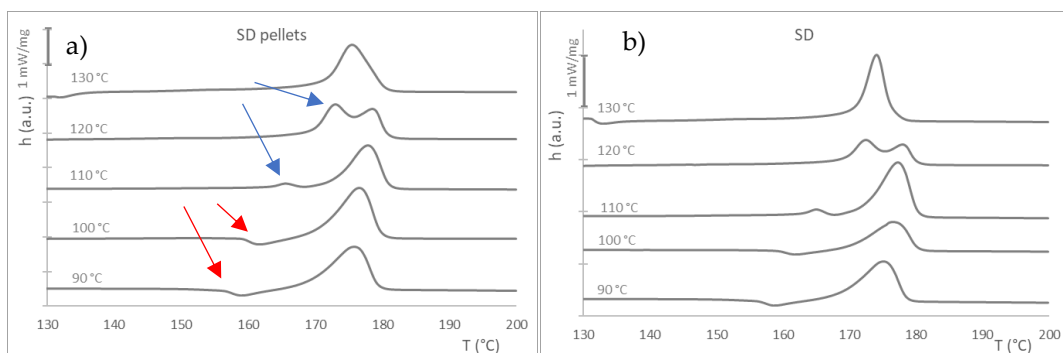 a)
SD pellets
1 mW/mg
h (a.u.)
130 °C
120 °C
110 °C
100 °C
90 °C
130 140 150 160 170 180 190 200
T (°C)
b)
SD
1 mW/mg
h (a.u.)
130 °C
120 °C
110 °C
100 °C
90 °C
130 140 150 160 170 180 190 200
T (°C)